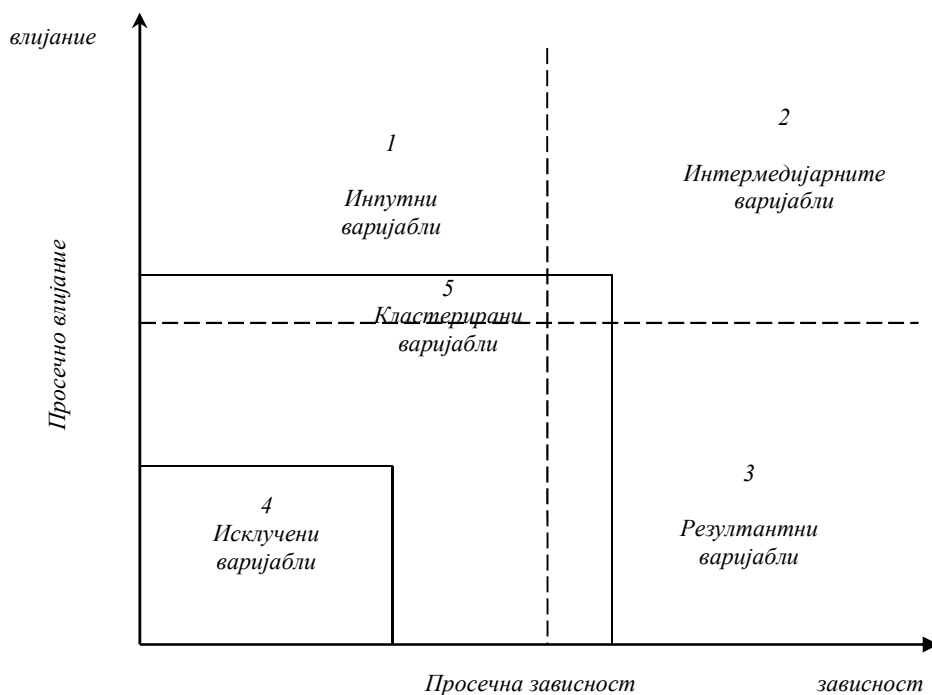 влијание
2
1
Интермедијарните
варијабли
Инпутни
варијабли
Просечно влијание
5
Кластерирани
варијабли
3
4
Исклучени
варијабли
Резултантни
варијабли
Просечна зависност
зависност